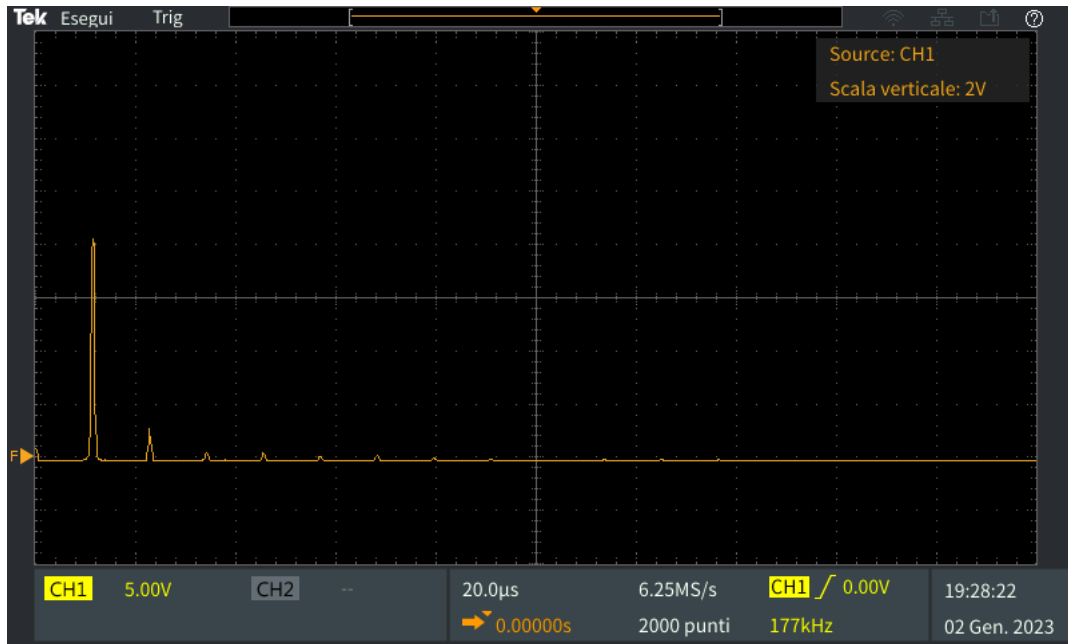 Tek Esegui Trig
Source: CH1
Scala verticale: 2V
F
CH1 5.00V CH2 -- 20.0µs 6.25MS/s CH1 0.00V 19:28:22
0.00000s 2000 punti 177kHz 02 Gen. 2023